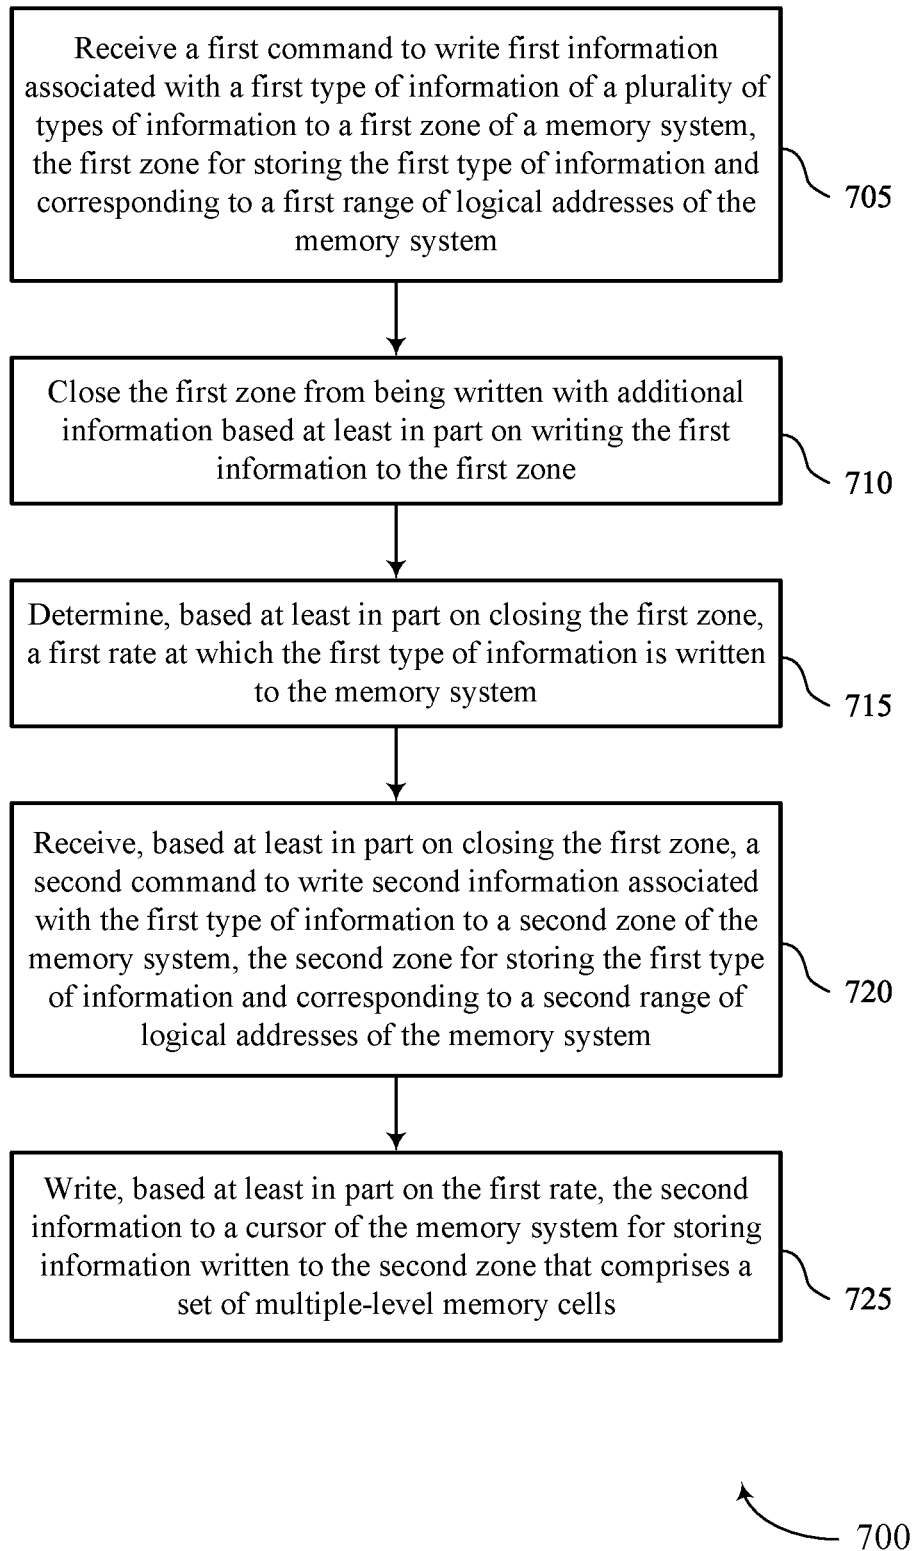 Receive a first command to write first information
associated with a first type of information of a plurality of
types of information to a first zone of a memory system,
the first zone for storing the first type of information and
corresponding to a first range of logical addresses of the
memory system
705
Close the first zone from being written with additional
information based at least in part on writing the first
information to the first zone
710
Determine, based at least in part on closing the first zone,
a first rate at which the first type of information is written
to the memory system
715
Receive, based at least in part on closing the first zone, a
second command to write second information associated
with the first type of information to a second zone of the
memory system, the second zone for storing the first type
of information and corresponding to a second range of
logical addresses of the memory system
720
Write, based at least in part on the first rate, the second
information to a cursor of the memory system for storing
information written to the second zone that comprises a
set of multiple-level memory cells
725
700